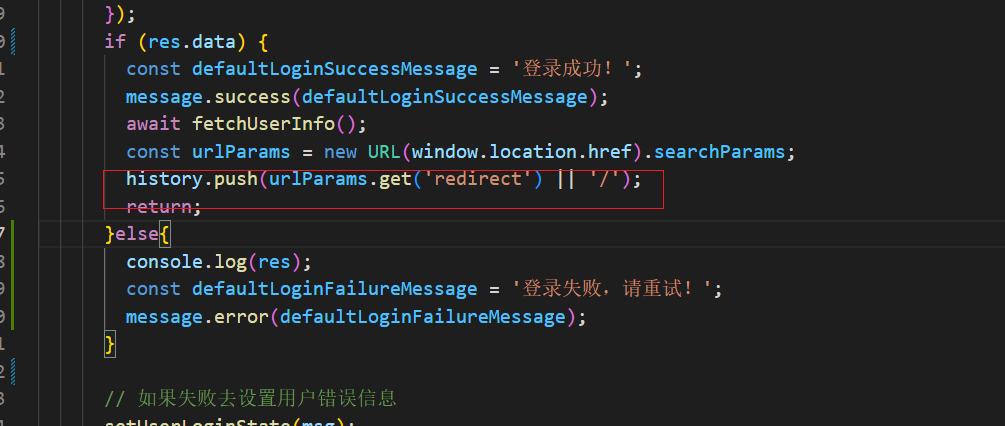 9 });
0 if (res.data) {
1 const defaultLoginSuccessMessage = '登录成功！';
2 message.success(defaultLoginSuccessMessage);
3 await fetchUserInfo();
4 const urlParams = new URL(window.location.href).searchParams;
5 history.push(urlParams.get('redirect') || '/');
6 return;
7 }else{
8 console.log(res);
9 const defaultLoginFailureMessage = '登录失败，请重试！';
0 message.error(defaultLoginFailureMessage);
1 }
2
3 // 如果失败去设置用户错误信息
4 setUserLoginState(msg);